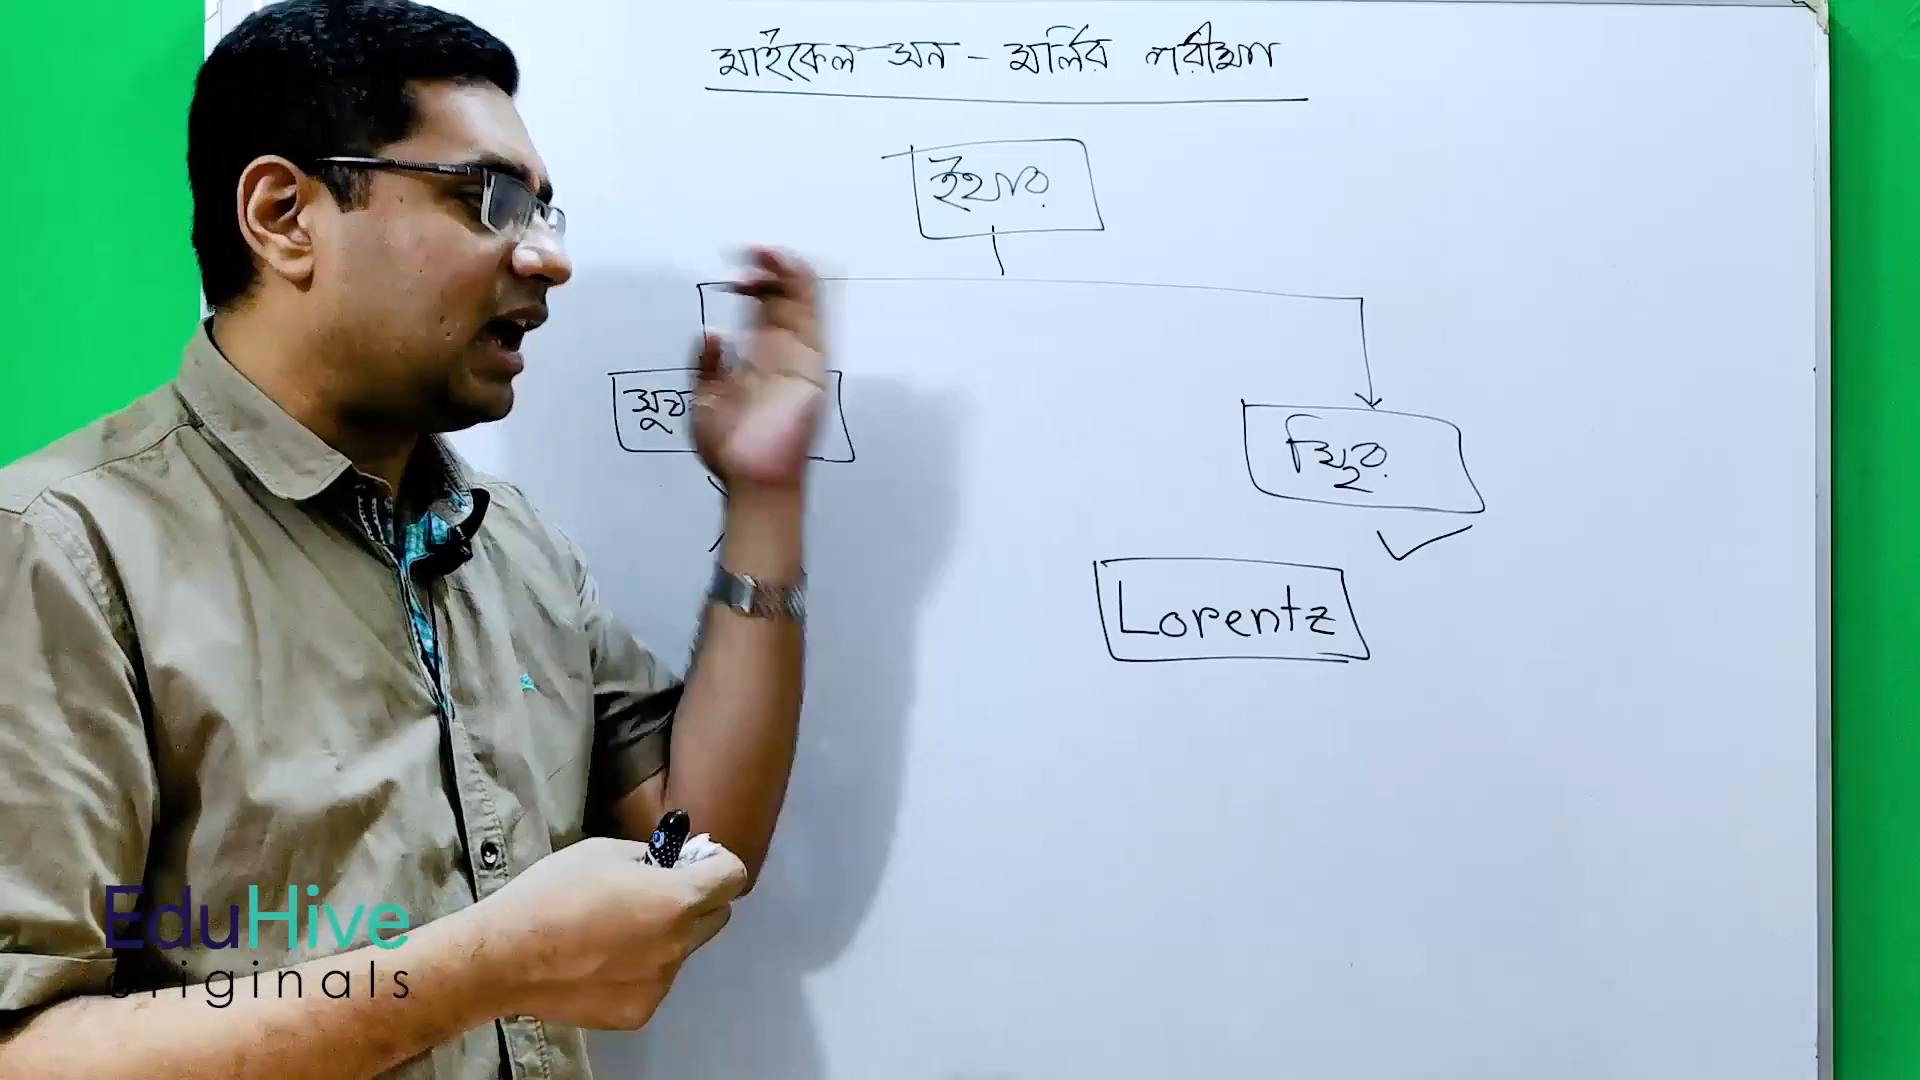 মাইকেলসন - মর্লির পরীক্ষা
ইথার
স্থির
Lorentz
EduHive
originals